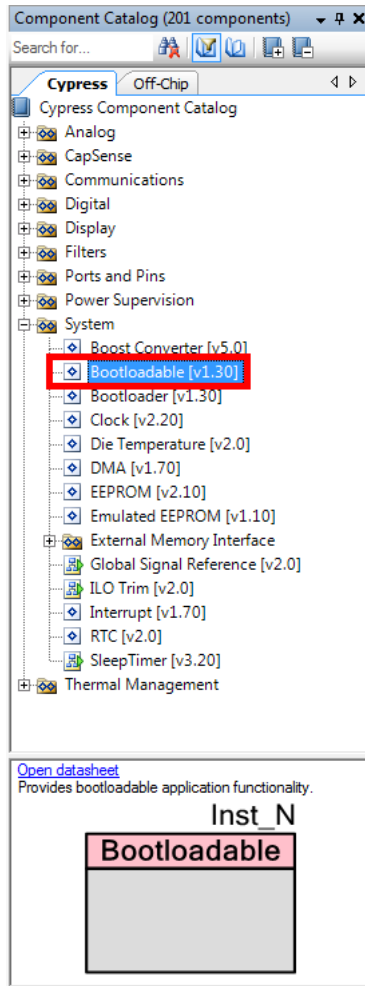 Component Catalog (201 components)
Search for...
Cypress
Off-Chip
Cypress Component Catalog
Analog
CapSense
Communications
Digital
Display
Filters
Ports and Pins
Power Supervision
System
Boost Converter [v5.0]
Bootloadable [v1.30]
Bootloader [v1.30]
Clock [v2.20]
Die Temperature [v2.0]
DMA [v1.70]
EEPROM [v2.10]
Emulated EEPROM [v1.10]
External Memory Interface
Global Signal Reference [v2.0]
ILO Trim [v2.0]
Interrupt [v1.70]
RTC [v2.0]
SleepTimer [v3.20]
Thermal Management
Open datasheet
Provides bootloadable application functionality.
Inst_N
Bootloadable